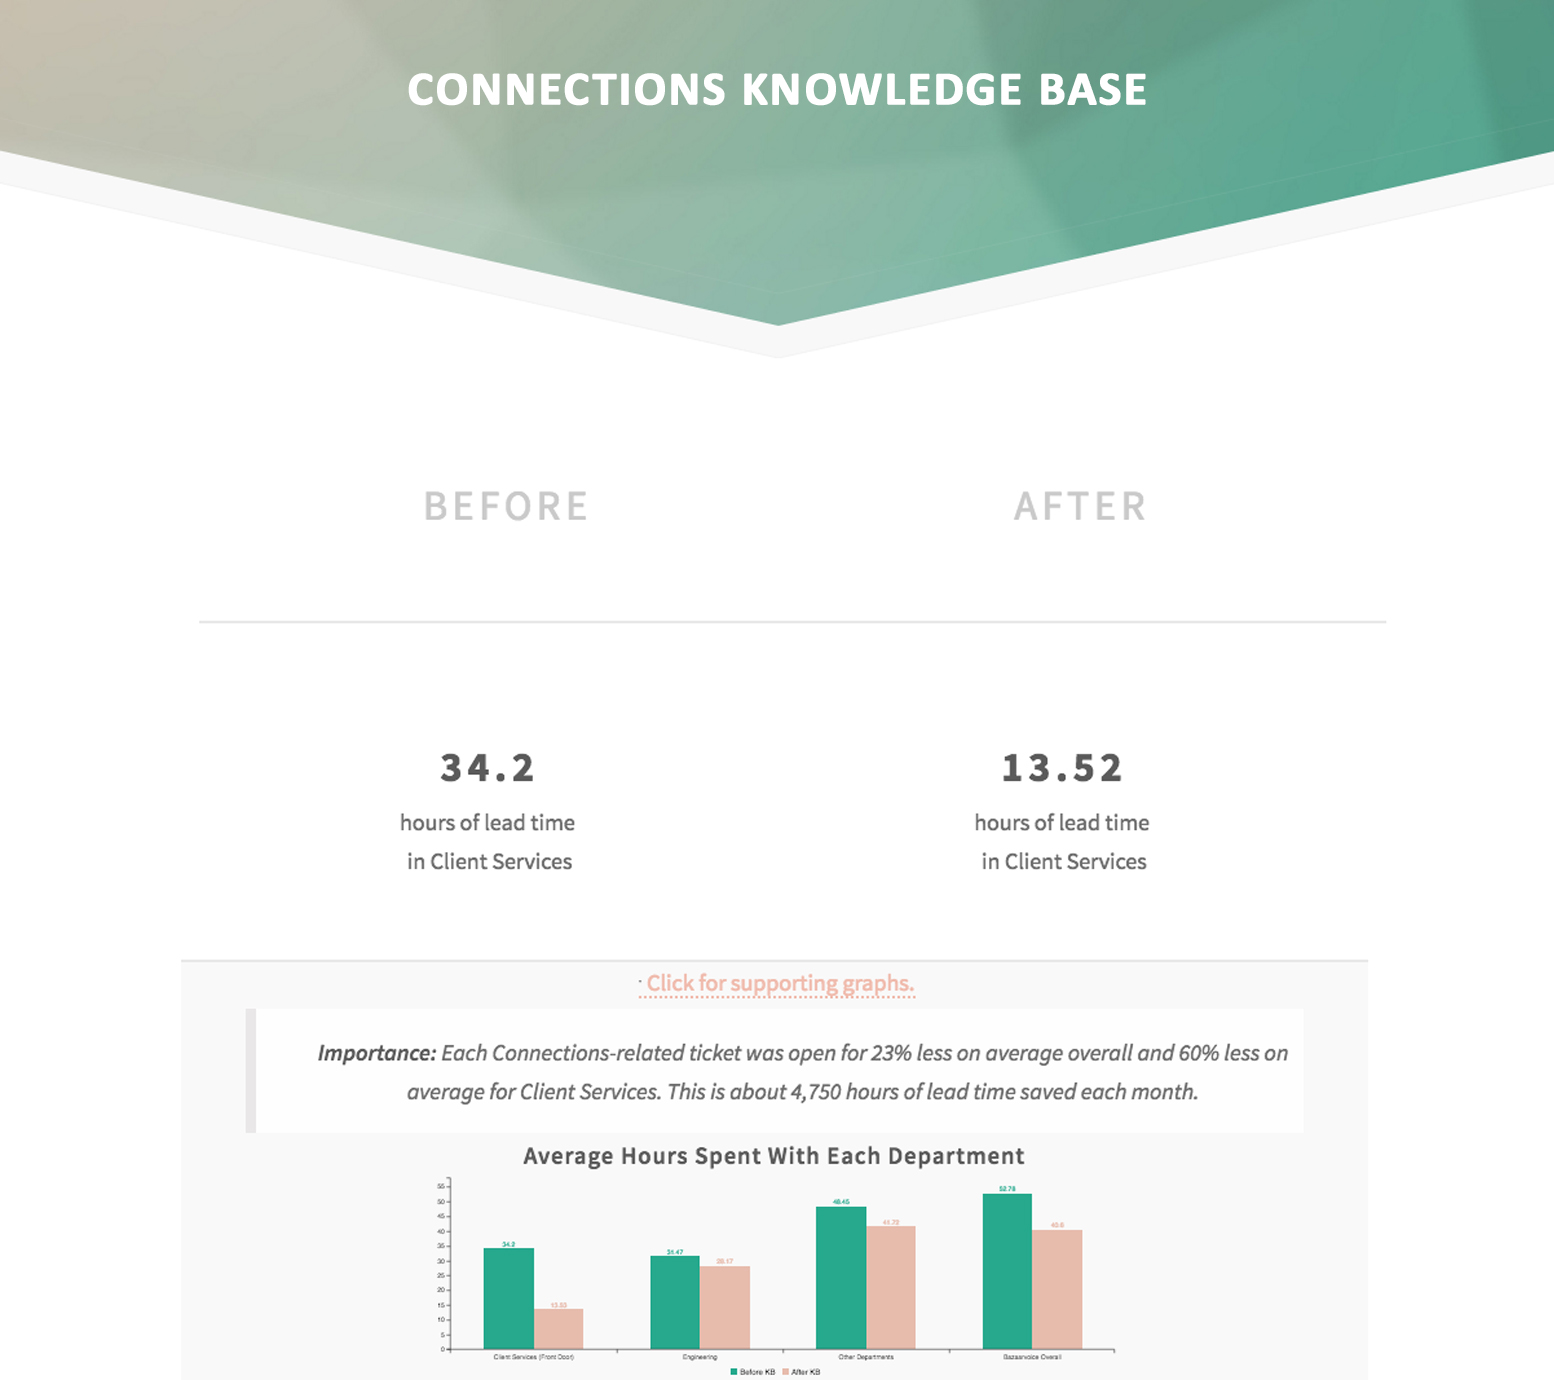 CONNECTIONS KNOWLEDGE BASE
BEFORE AFTER
34.2 13.52
hours of lead time hours of lead time
in Client Services in Client Services
Click for supporting graphs.
Importance: Each Connections-related ticket was open for 23% less on average overall and 60% less on
average for Client Services. This is about 4,750 hours of lead time saved each month.
Average Hours Spent With Each Department
55
50
45
40
35
30
25
20
15
10
5
0
34.2 13.52 31.47 28.17 48.45 41.72 52.78 40.6
Client Services (Front Door) Engineering Other Departments Bazaarvoice Overall
Before KB After KB